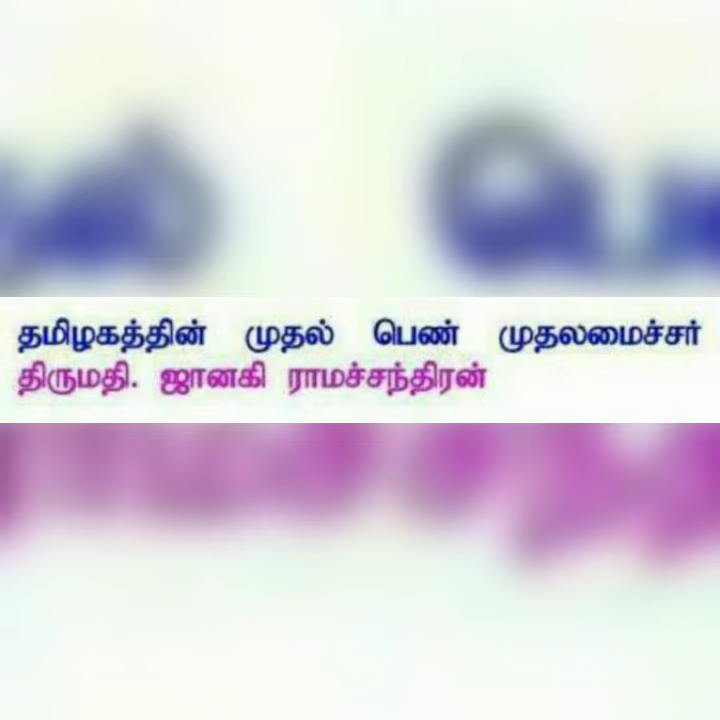 தமிழகத்தின் முதல் பெண் முதலமைச்சர்
திருமதி. ஜானகி ராமச்சந்திரன்